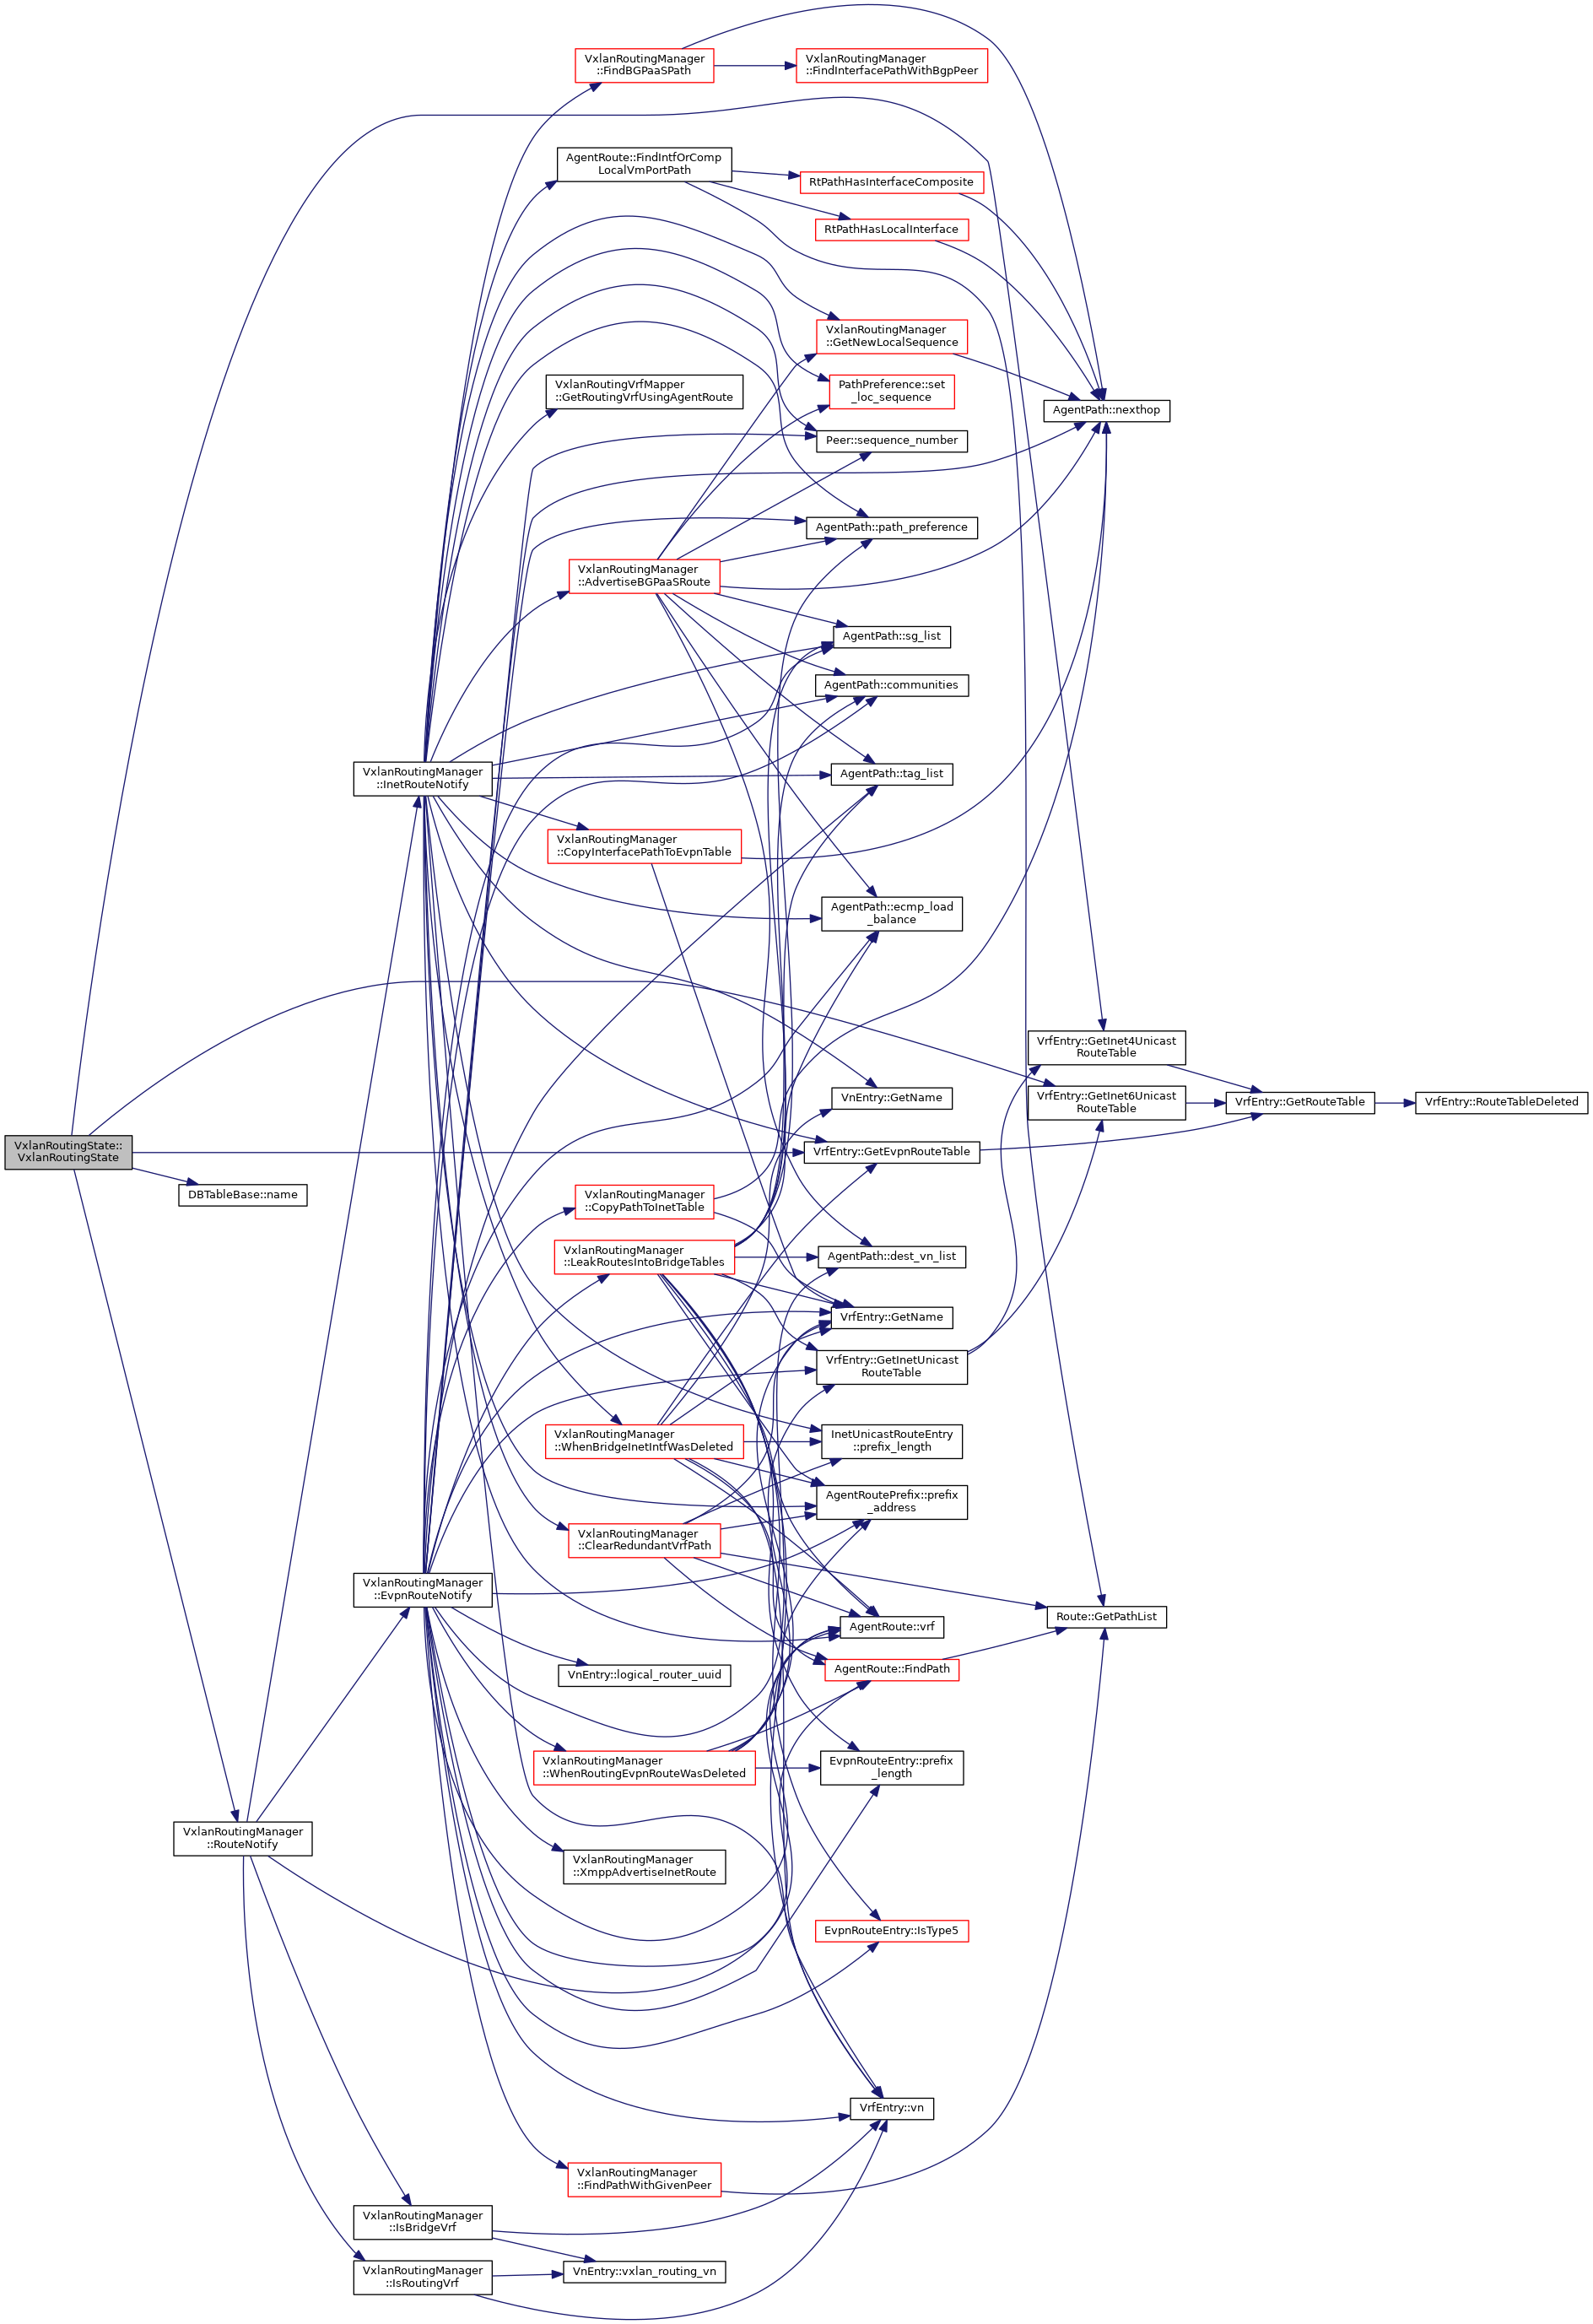 VxlanRoutingManager
::FindBGPaaSPath
VxlanRoutingManager
::FindInterfacePathWithBgpPeer
AgentRoute::FindIntfOrComp
LocalVmPortPath
RtPathHasInterfaceComposite
RtPathHasLocalInterface
VxlanRoutingManager
::GetNewLocalSequence
VxlanRoutingVrfMapper
::GetRoutingVrfUsingAgentRoute
PathPreference::set
_loc_sequence
AgentPath::nexthop
Peer::sequence_number
AgentPath::path_preference
VxlanRoutingManager
::AdvertiseBGPaaSRoute
AgentPath::sg_list
AgentPath::communities
VxlanRoutingManager
::InetRouteNotify
AgentPath::tag_list
VxlanRoutingManager
::CopyInterfacePathToEvpnTable
AgentPath::ecmp_load
_balance
VrfEntry::GetInet4Unicast
RouteTable
VnEntry::GetName
VrfEntry::GetInet6Unicast
RouteTable
VrfEntry::GetRouteTable
VrfEntry::RouteTableDeleted
VxlanRoutingState::
VxlanRoutingState
VrfEntry::GetEvpnRouteTable
DBTableBase::name
VxlanRoutingManager
::CopyPathToInetTable
VxlanRoutingManager
::LeakRoutesIntoBridgeTables
AgentPath::dest_vn_list
VrfEntry::GetName
VrfEntry::GetInetUnicast
RouteTable
VxlanRoutingManager
::WhenBridgeInetIntfWasDeleted
InetUnicastRouteEntry
::prefix_length
AgentRoutePrefix::prefix
_address
VxlanRoutingManager
::ClearRedundantVrfPath
VxlanRoutingManager
::EvpnRouteNotify
Route::GetPathList
AgentRoute::vrf
VnEntry::logical_router_uuid
AgentRoute::FindPath
VxlanRoutingManager
::WhenRoutingEvpnRouteWasDeleted
EvpnRouteEntry::prefix
_length
VxlanRoutingManager
::RouteNotify
VxlanRoutingManager
::XmppAdvertiseInetRoute
EvpnRouteEntry::IsType5
VrfEntry::vn
VxlanRoutingManager
::FindPathWithGivenPeer
VxlanRoutingManager
::IsBridgeVrf
VxlanRoutingManager
::IsRoutingVrf
VnEntry::vxlan_routing_vn